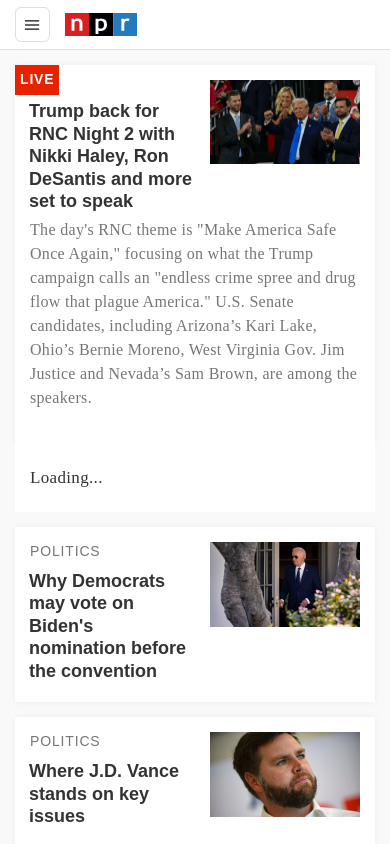 npr
LIVE
Trump back for
RNC Night 2 with
Nikki Haley, Ron
DeSantis and more
set to speak
The day's RNC theme is "Make America Safe
Once Again," focusing on what the Trump
campaign calls an "endless crime spree and drug
flow that plague America." U.S. Senate
candidates, including Arizona’s Kari Lake,
Ohio’s Bernie Moreno, West Virginia Gov. Jim
Justice and Nevada’s Sam Brown, are among the
speakers.
Loading...
POLITICS
Why Democrats
may vote on
Biden's
nomination before
the convention
POLITICS
Where J.D. Vance
stands on key
issues